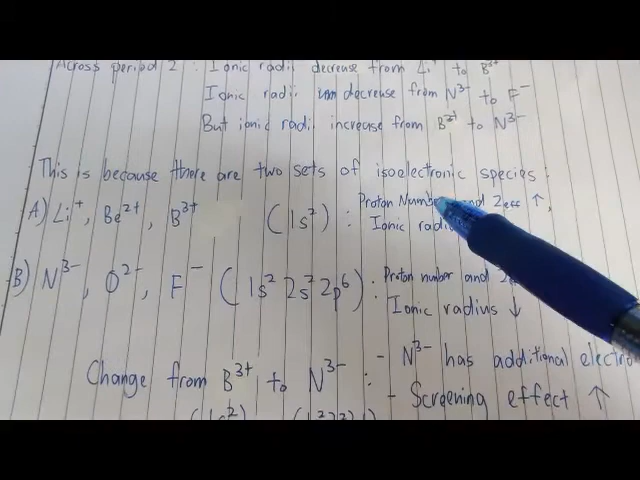 Across period 2 : Ionic radii decrease from Li⁺ to B³⁺
Ionic radii decrease from N³⁻ to F⁻
But ionic radii increase from B³⁺ to N³⁻
This is because there are two sets of isoelectronic species :
A) Li⁺, Be²⁺, B³⁺ (1s²) : Proton Number and Zeff ↑,
Ionic
B) N³⁻, O²⁻, F⁻ (1s² 2s² 2p⁶) : Proton number and
Ionic radius ↓
Change from B³⁺ to N³⁻ : - N³⁻ has additional
- Screening effect ↑
(1s²)